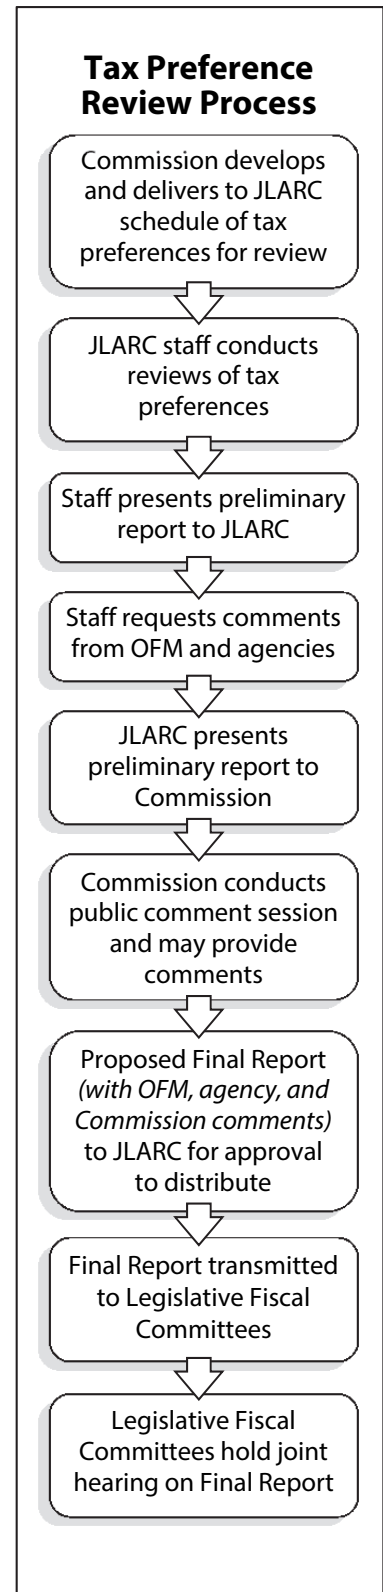 Tax Preference
Review Process
Commission develops
and delivers to JLARC
schedule of tax
preferences for review
JLARC staff conducts
reviews of tax
preferences
Staff presents preliminary
report to JLARC
Staff requests comments
from OFM and agencies
JLARC presents
preliminary report to
Commission
Commission conducts
public comment session
and may provide
comments
Proposed Final Report
(with OFM, agency, and
Commission comments)
to JLARC for approval
to distribute
Final Report transmitted
to Legislative Fiscal
Committees
Legislative Fiscal
Committees hold joint
hearing on Final Report